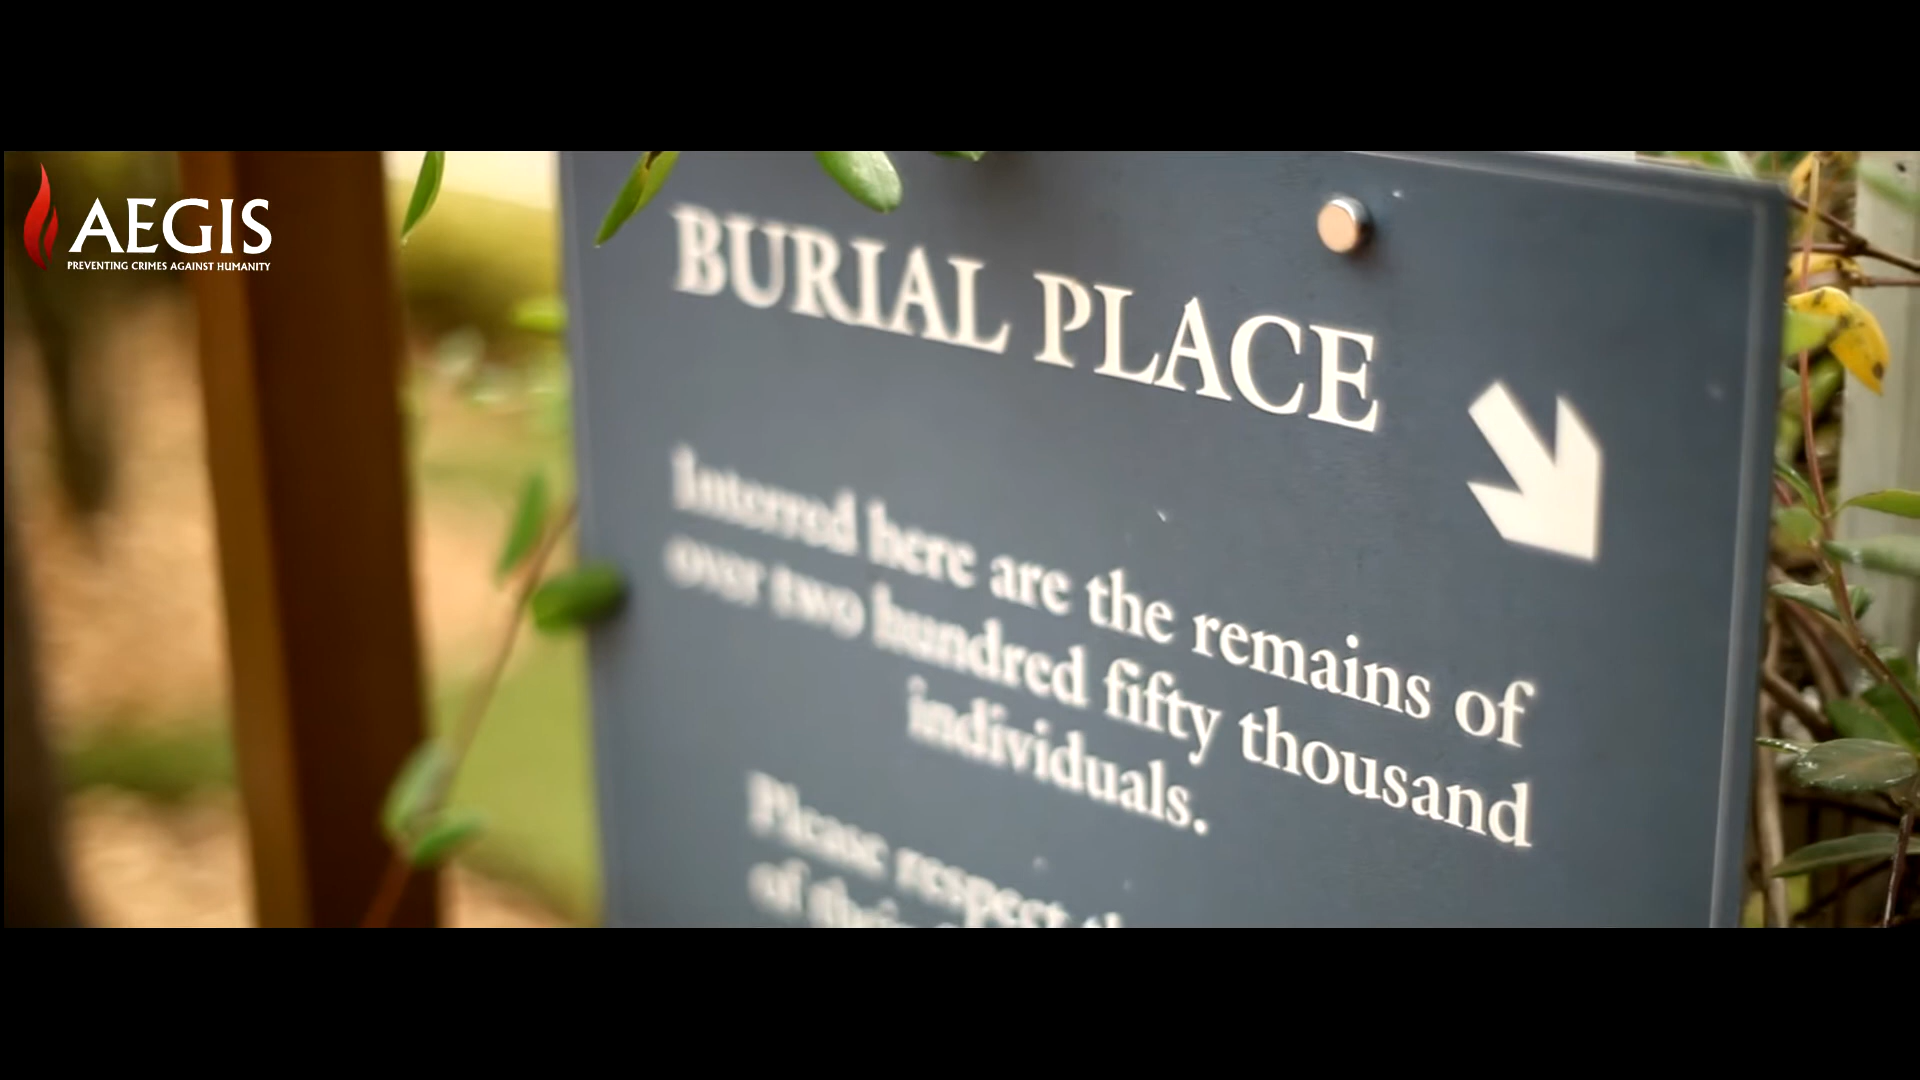 AEGIS
PREVENTING CRIMES AGAINST HUMANITY
BURIAL PLACE
Interred here are the remains of
over two hundred fifty thousand
individuals.
Please respect
of